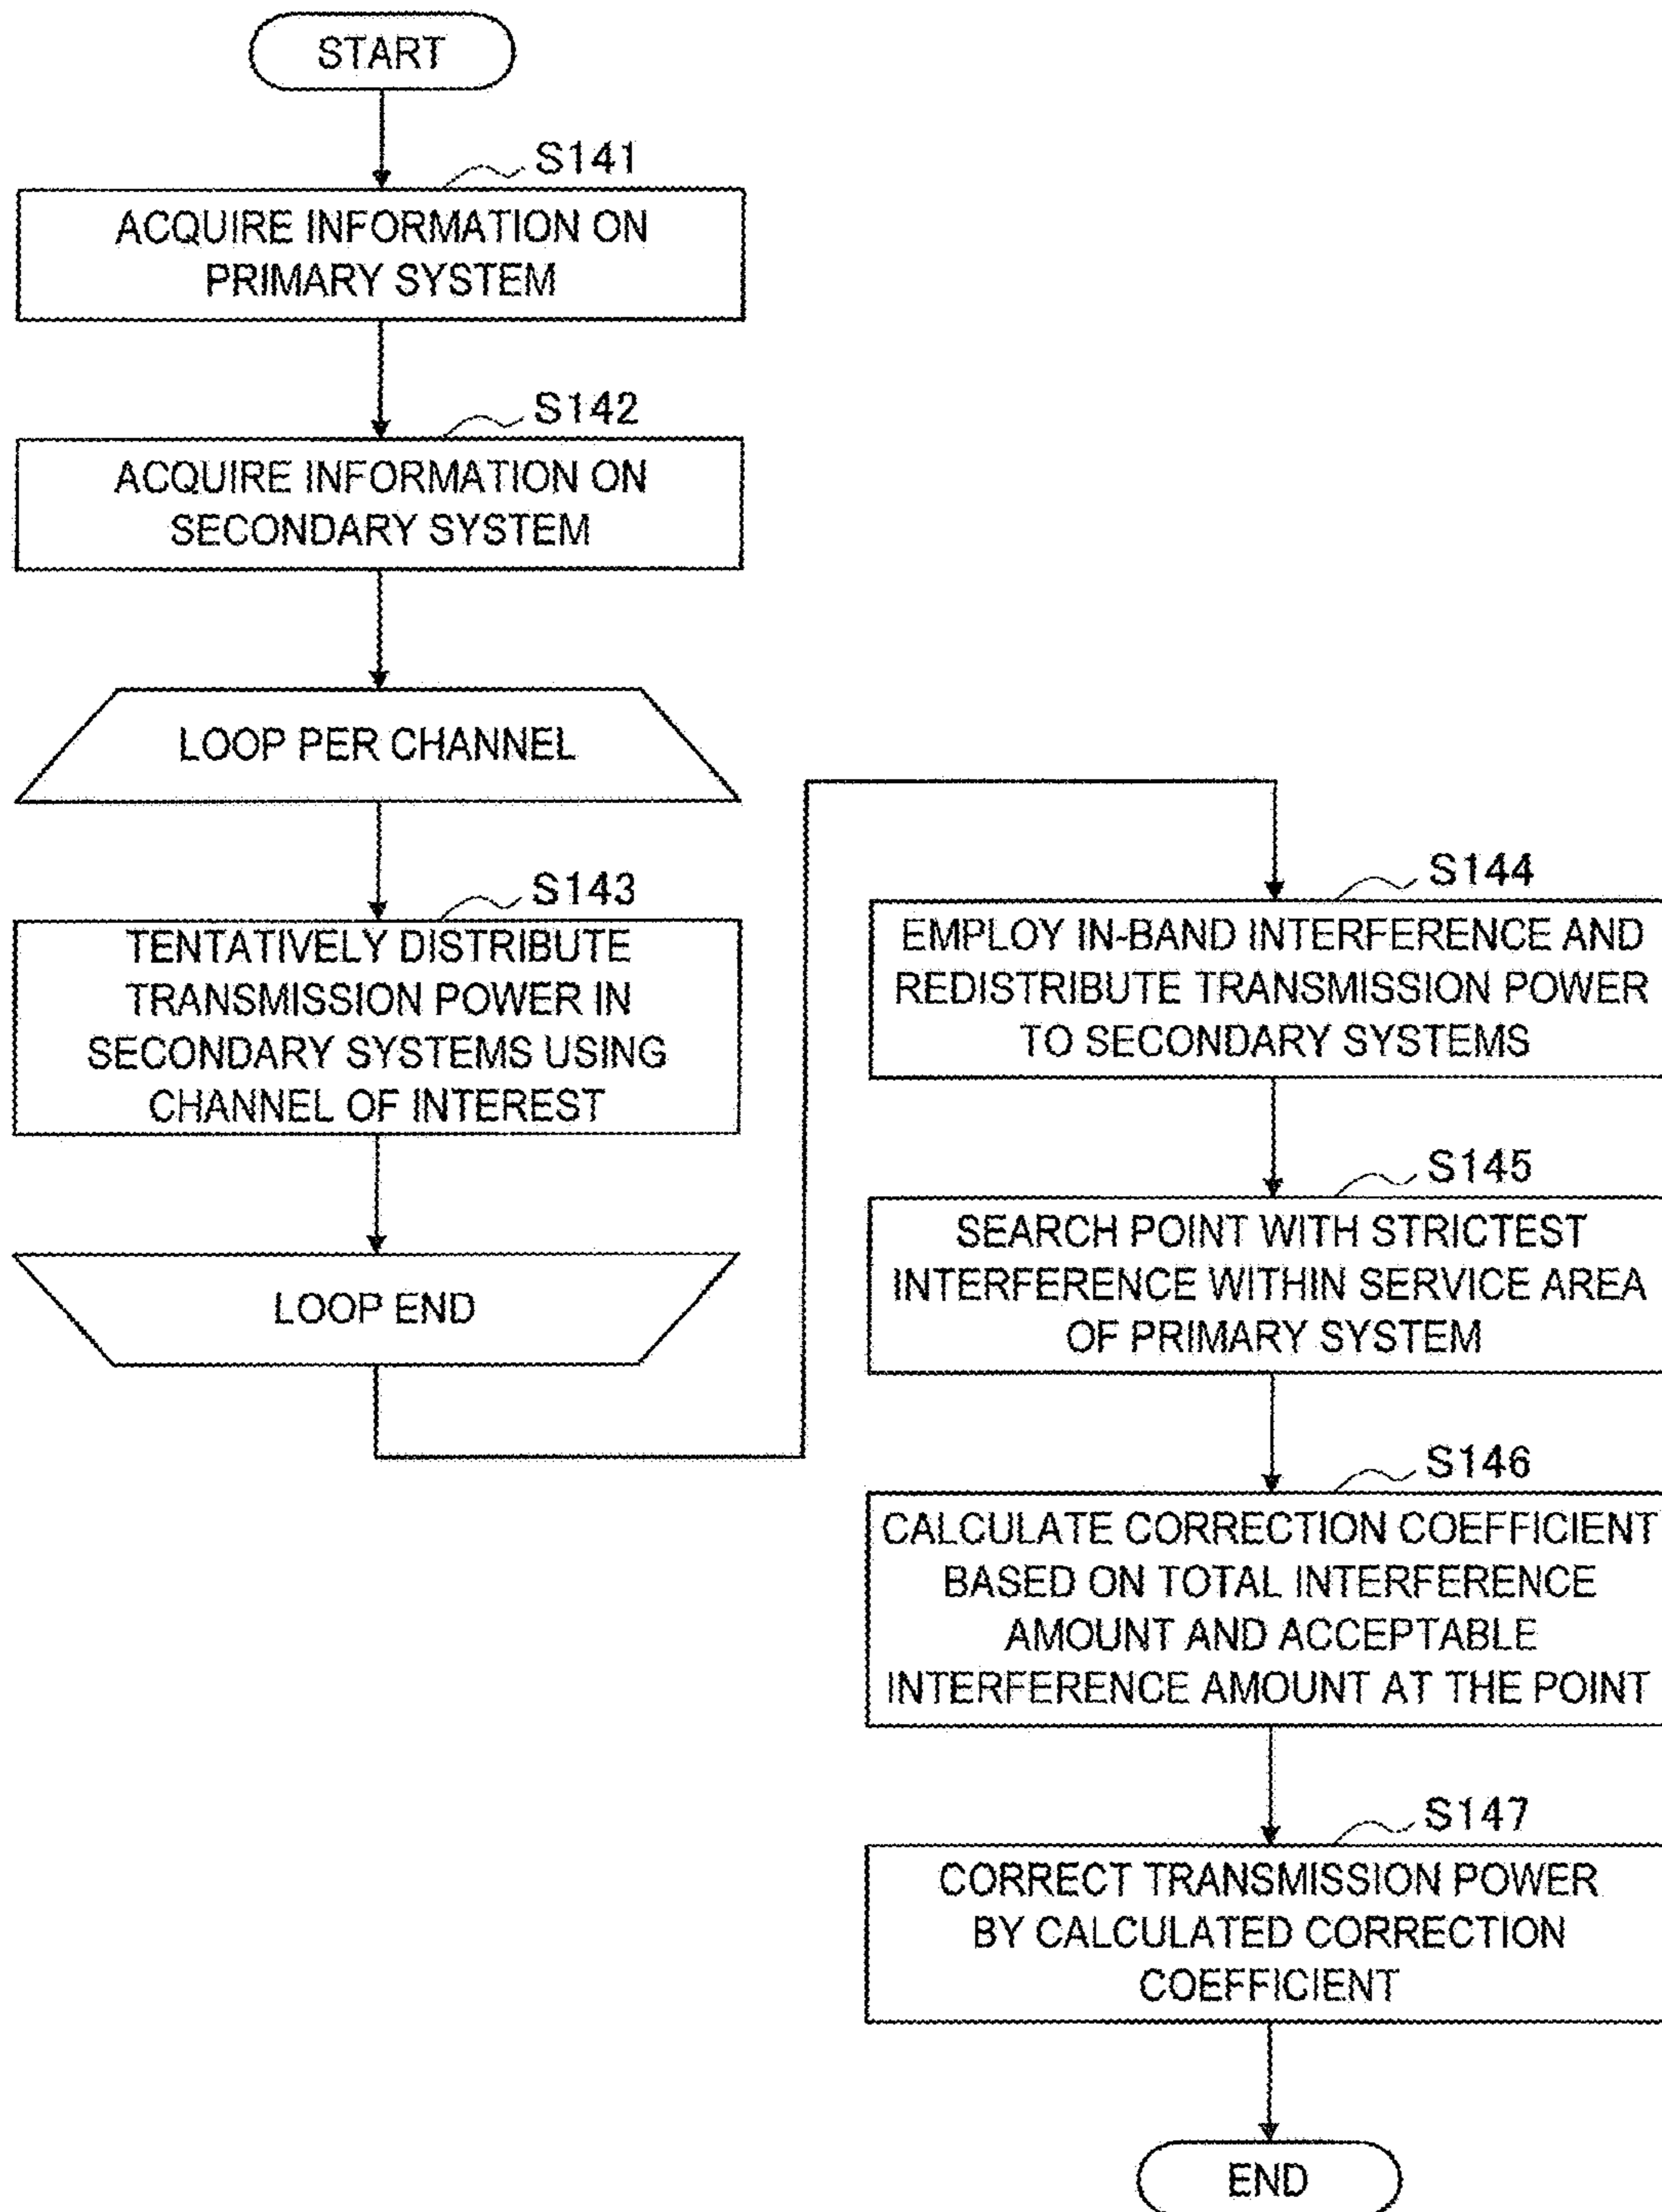 START
S141
ACQUIRE INFORMATION ON
PRIMARY SYSTEM
S142
ACQUIRE INFORMATION ON
SECONDARY SYSTEM
LOOP PER CHANNEL
S143
TENTATIVELY DISTRIBUTE
TRANSMISSION POWER IN
SECONDARY SYSTEMS USING
CHANNEL OF INTEREST
LOOP END
S144
EMPLOY IN-BAND INTERFERENCE AND
REDISTRIBUTE TRANSMISSION POWER
TO SECONDARY SYSTEMS
S145
SEARCH POINT WITH STRICTEST
INTERFERENCE WITHIN SERVICE AREA
OF PRIMARY SYSTEM
S146
CALCULATE CORRECTION COEFFICIENT
BASED ON TOTAL INTERFERENCE
AMOUNT AND ACCEPTABLE
INTERFERENCE AMOUNT AT THE POINT
S147
CORRECT TRANSMISSION POWER
BY CALCULATED CORRECTION
COEFFICIENT
END